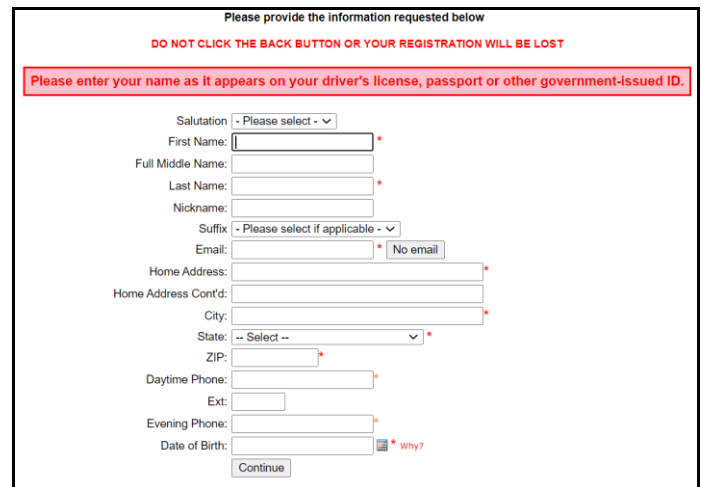 Please provide the information requested below
DO NOT CLICK THE BACK BUTTON OR YOUR REGISTRATION WILL BE LOST
Please enter your name as it appears on your driver's license, passport or other government-issued ID.
Salutation - Please select -
First Name: *
Full Middle Name:
Last Name: *
Nickname:
Suffix - Please select if applicable -
Email: * No email
Home Address: *
Home Address Cont'd:
City: *
State: -- Select -- *
ZIP: *
Daytime Phone: *
Ext:
Evening Phone: *
Date of Birth: * Why?
Continue